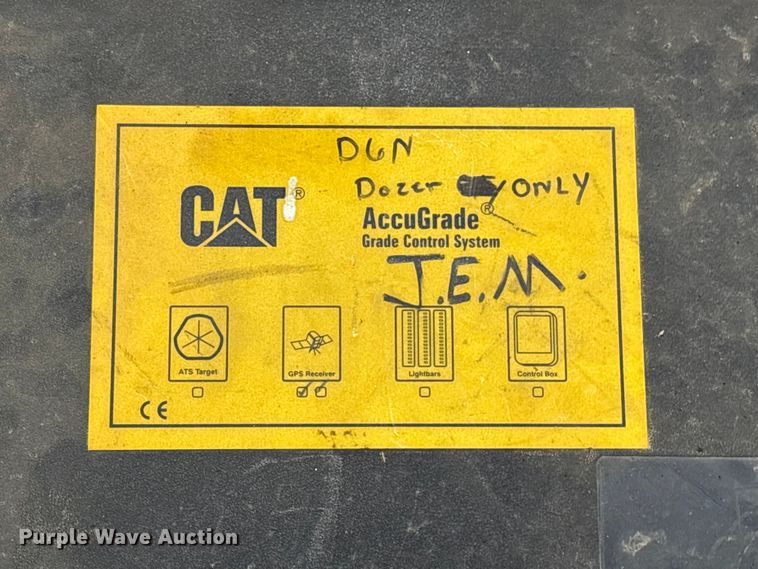 D6N
Dozer ONLY
CAT®
AccuGrade®
Grade Control System
J.E.M.
ATS Target
GPS Receiver
Lightbars
Control Box
CE
Purple Wave Auction